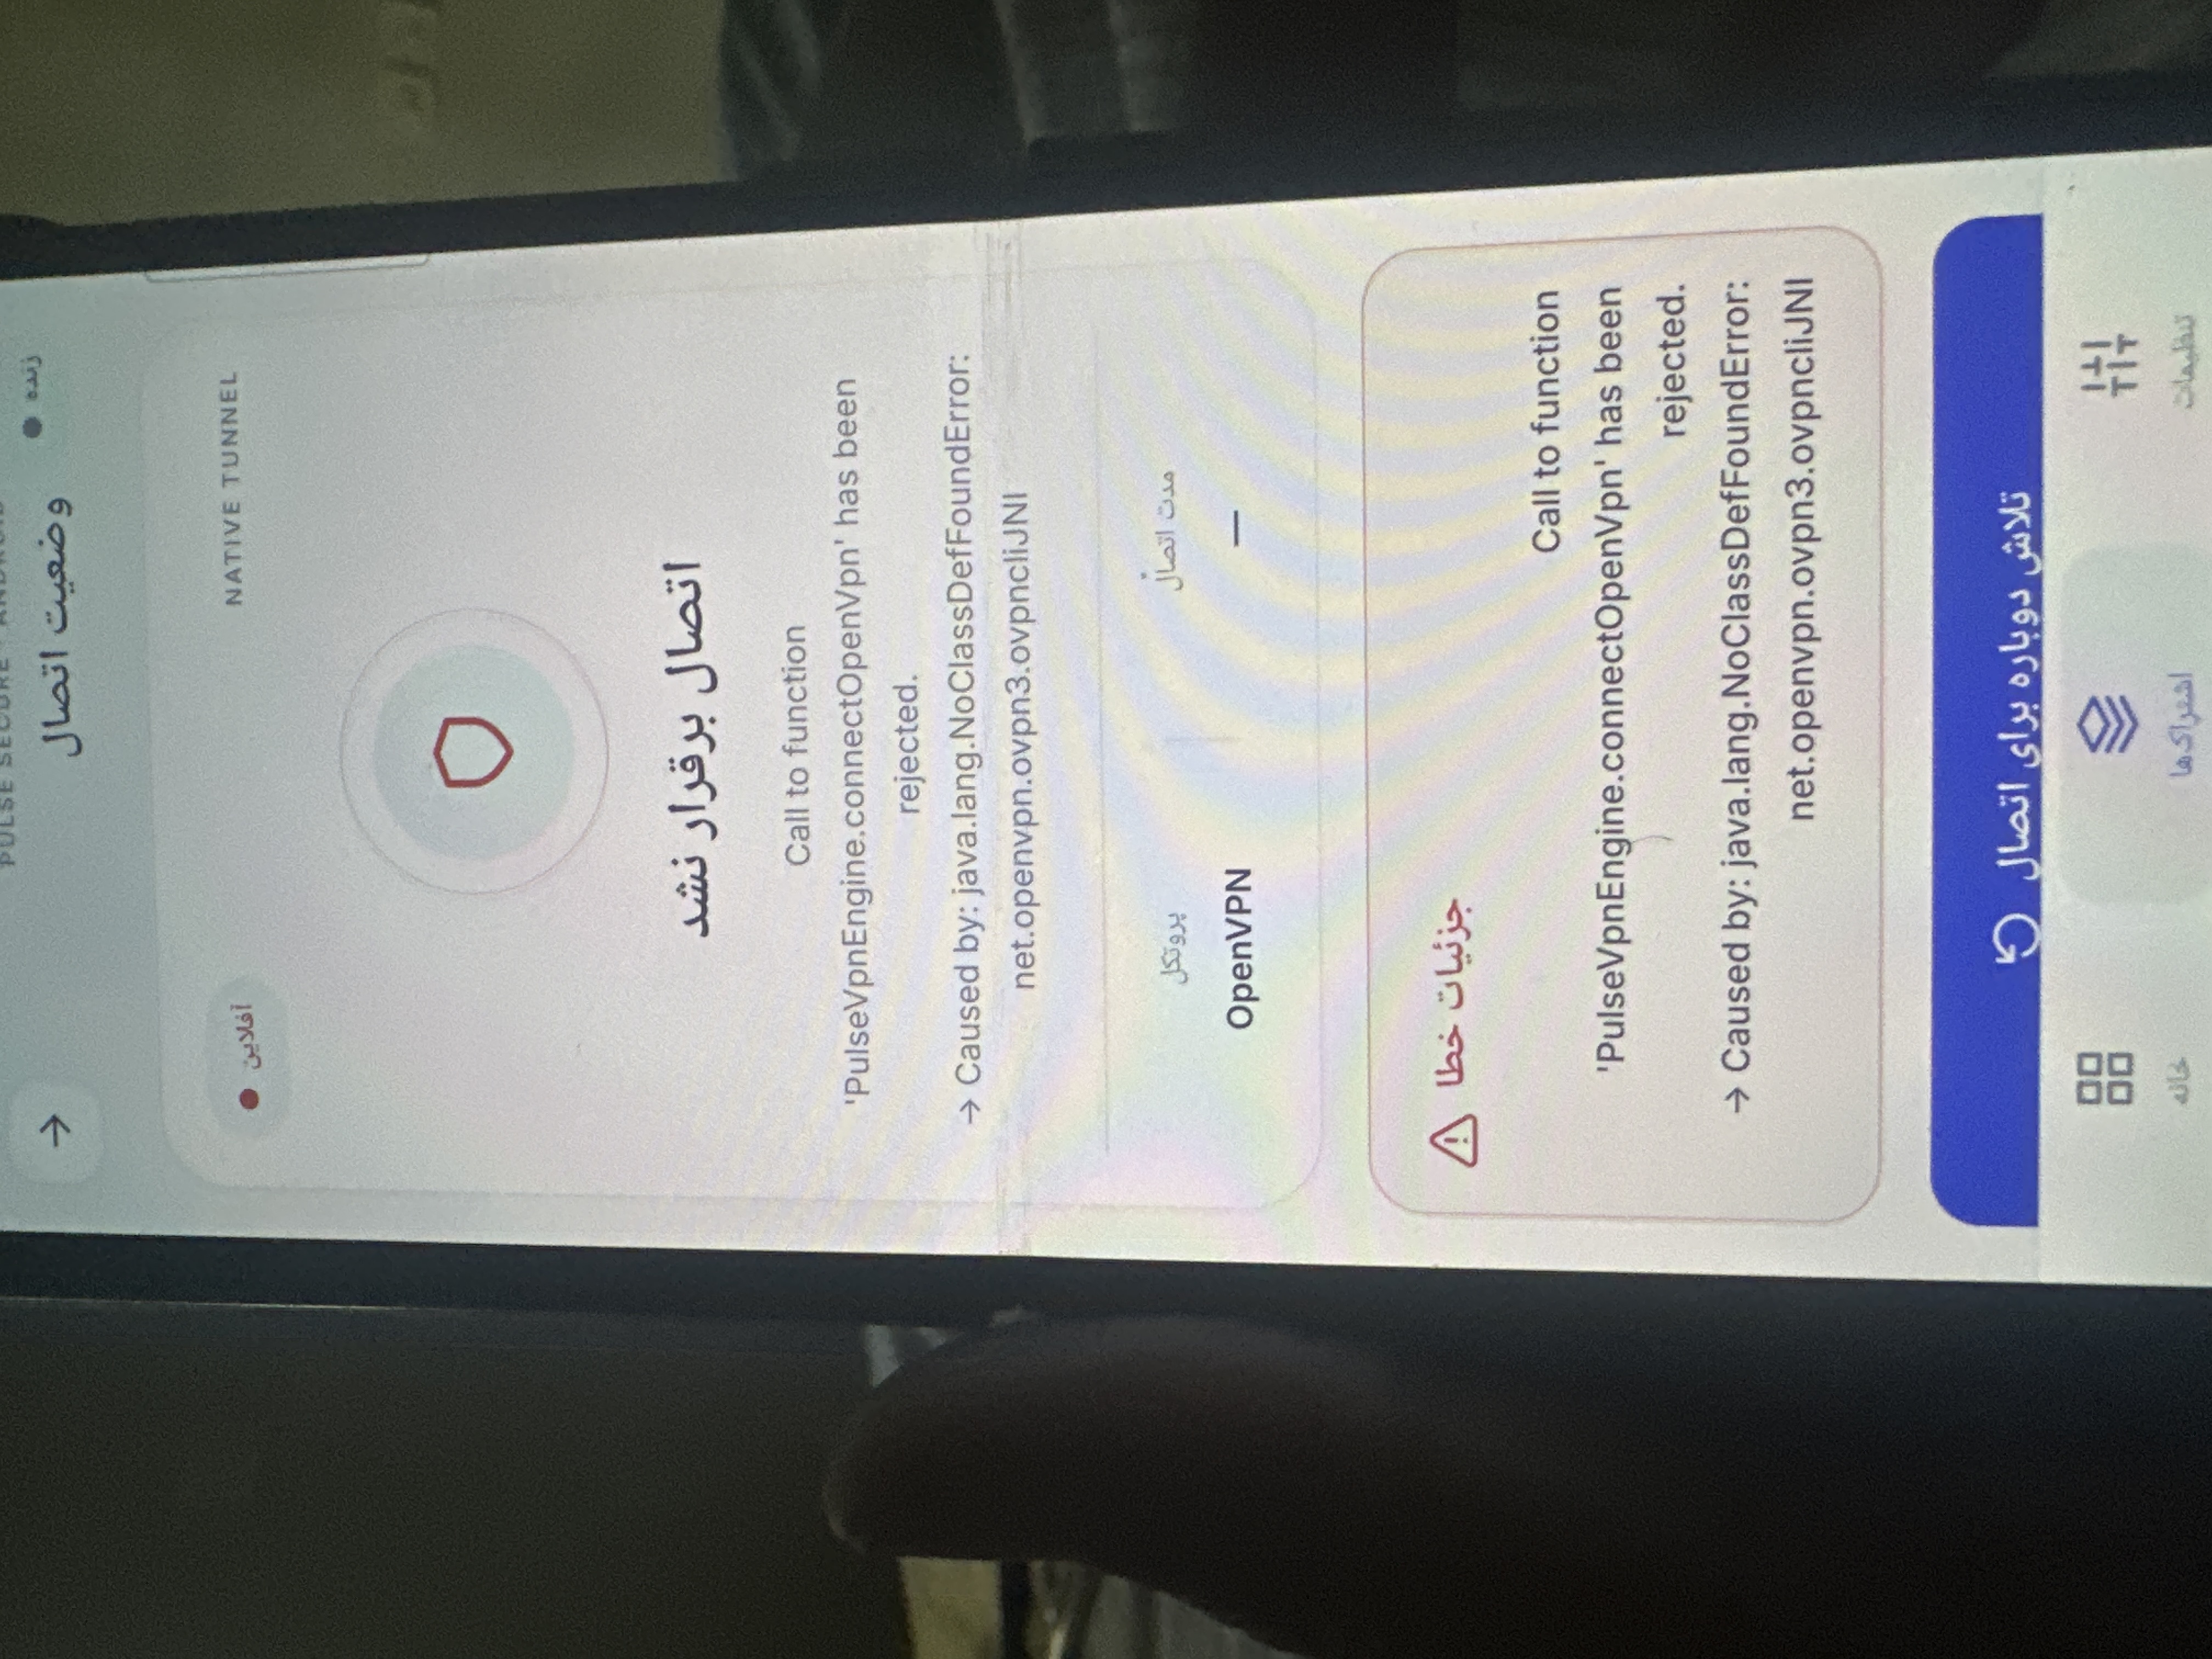 PULSE SECURE · ANDROID
زنده
وضعیت اتصال
NATIVE TUNNEL
آفلاین
اتصال برقرار نشد
Call to function
'PulseVpnEngine.connectOpenVpn' has been
rejected.
→ Caused by: java.lang.NoClassDefFoundError:
net.openvpn.ovpn3.ovpncliJNI
مدت اتصال
پروتکل
—
OpenVPN
جزئیات خطا
Call to function
'PulseVpnEngine.connectOpenVpn' has been
rejected.
→ Caused by: java.lang.NoClassDefFoundError:
net.openvpn.ovpn3.ovpncliJNI
تلاش دوباره برای اتصال
تنظیمات
اشتراک‌ها
خانه